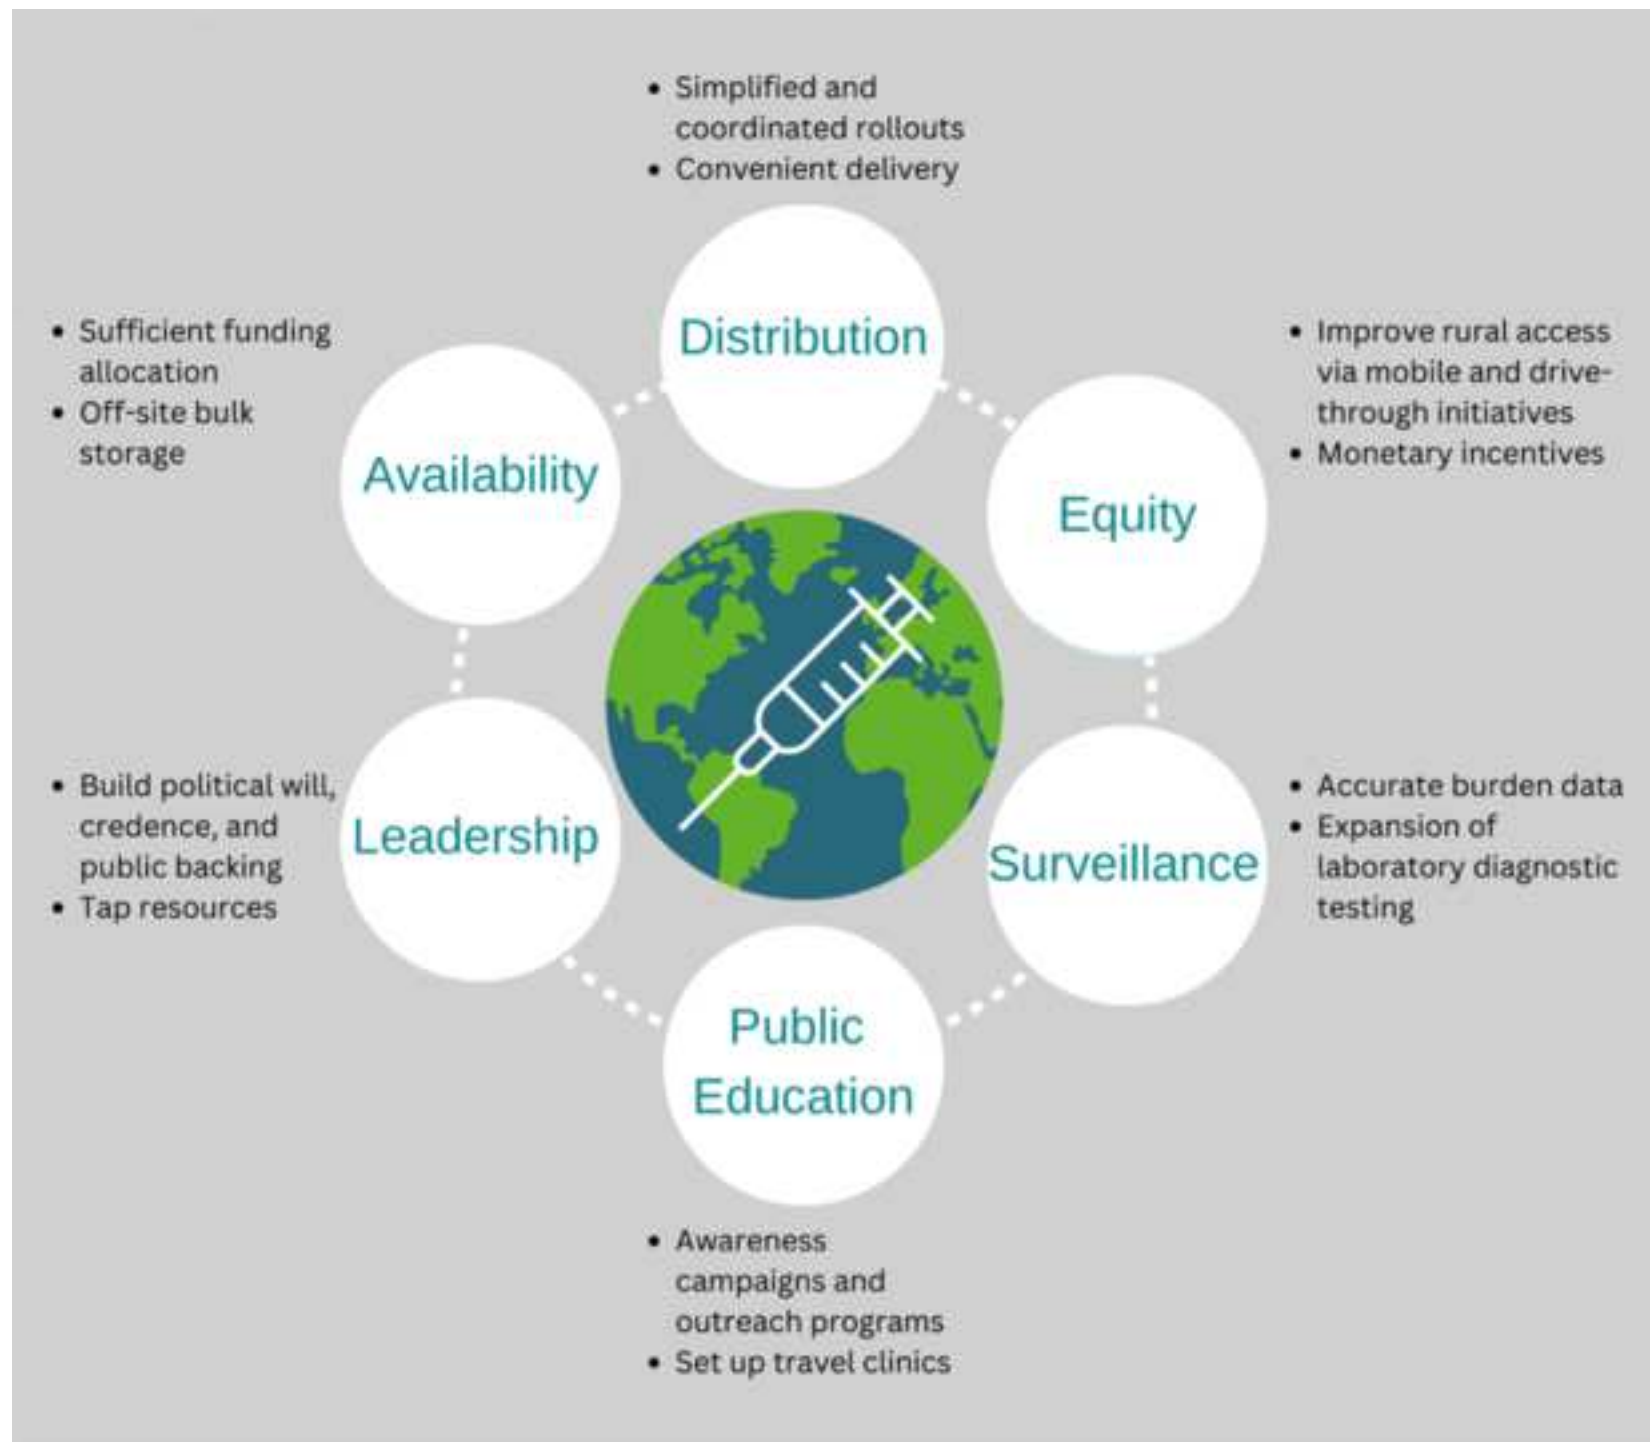 • Simplified and
coordinated rollouts
• Convenient delivery
Distribution
• Sufficient funding
allocation
• Off-site bulk
storage
Availability
• Improve rural access
via mobile and drive-
through initiatives
• Monetary incentives
Equity
• Build political will,
credence, and
public backing
• Tap resources
Leadership
• Accurate burden data
• Expansion of
laboratory diagnostic
testing
Surveillance
Public
Education
• Awareness
campaigns and
outreach programs
• Set up travel clinics